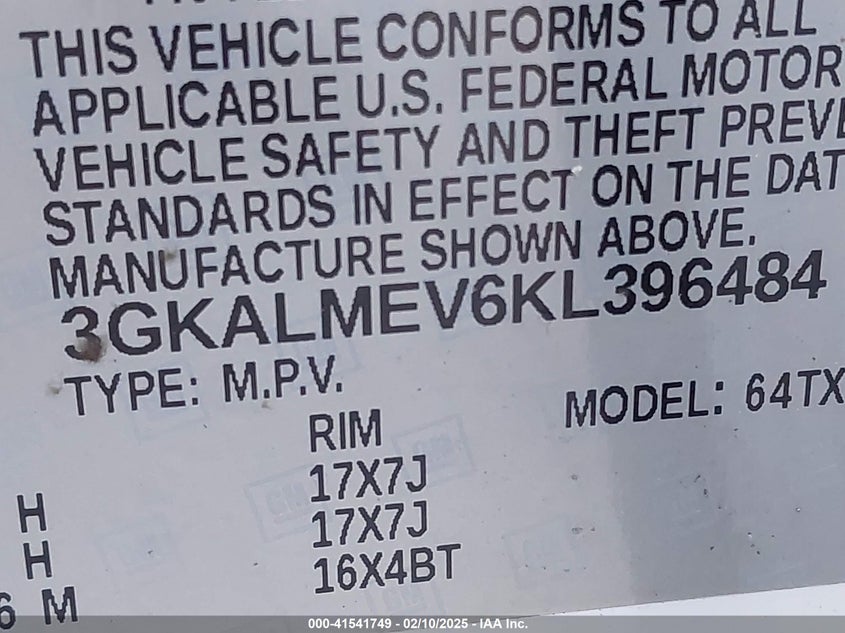 THIS VEHICLE CONFORMS TO ALL
APPLICABLE U.S. FEDERAL MOTOR
VEHICLE SAFETY AND THEFT PREVE
STANDARDS IN EFFECT ON THE DAT
MANUFACTURE SHOWN ABOVE.
3GKALMEV6KL396484
TYPE: M.P.V.
MODEL: 64TX
RIM
H 17X7J
H 17X7J
6 M 16X4BT
000-41541749 - 02/10/2025 - IAA Inc.